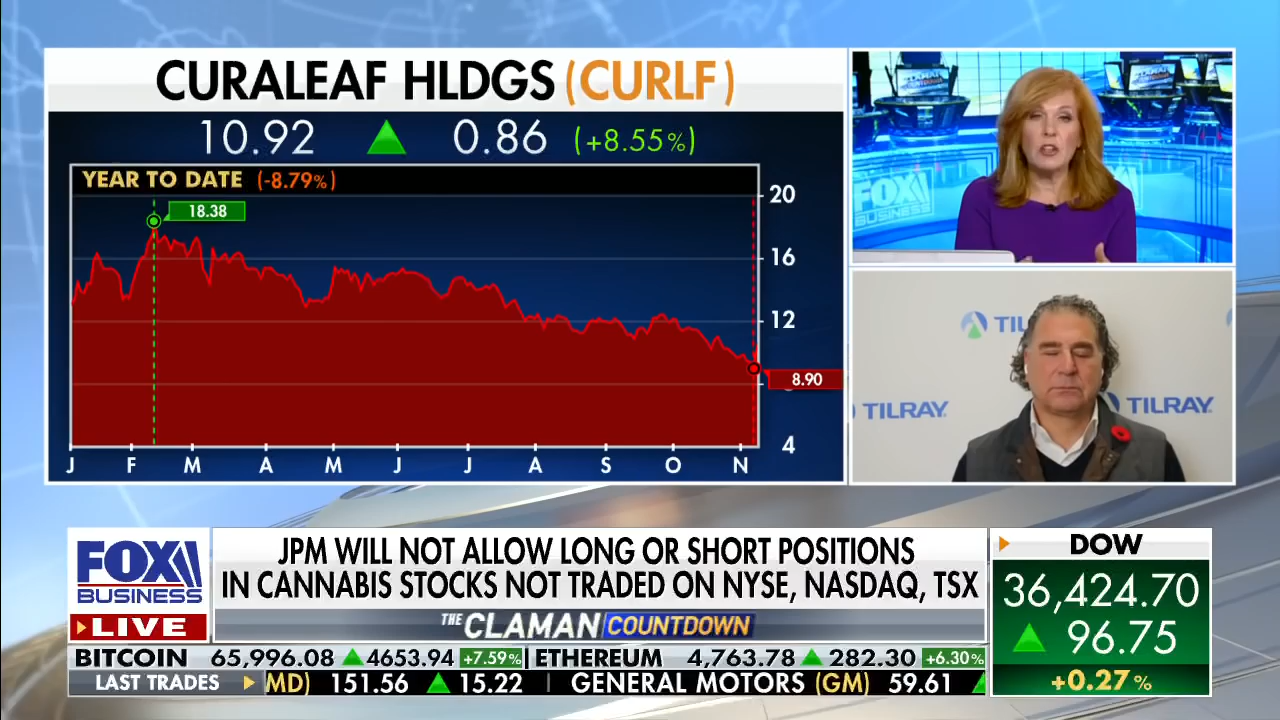 CURALEAF HLDGS (CURLF)
10.92 0.86 (+8.55%)
YEAR TO DATE (-8.79%)
18.38
20
16
12
8.90
4
J F M A M J J A S O N
FOX
BUSINESS
TILRAY
TILRAY
FOX
BUSINESS
LIVE
JPM WILL NOT ALLOW LONG OR SHORT POSITIONS
IN CANNABIS STOCKS NOT TRADED ON NYSE, NASDAQ, TSX
THE CLAMAN COUNTDOWN
DOW
36,424.70
96.75
+0.27%
BITCOIN 65,996.08 4653.94 +7.59% ETHEREUM 4,763.78 282.30 +6.30%
LAST TRADES MD) 151.56 15.22 GENERAL MOTORS (GM) 59.61